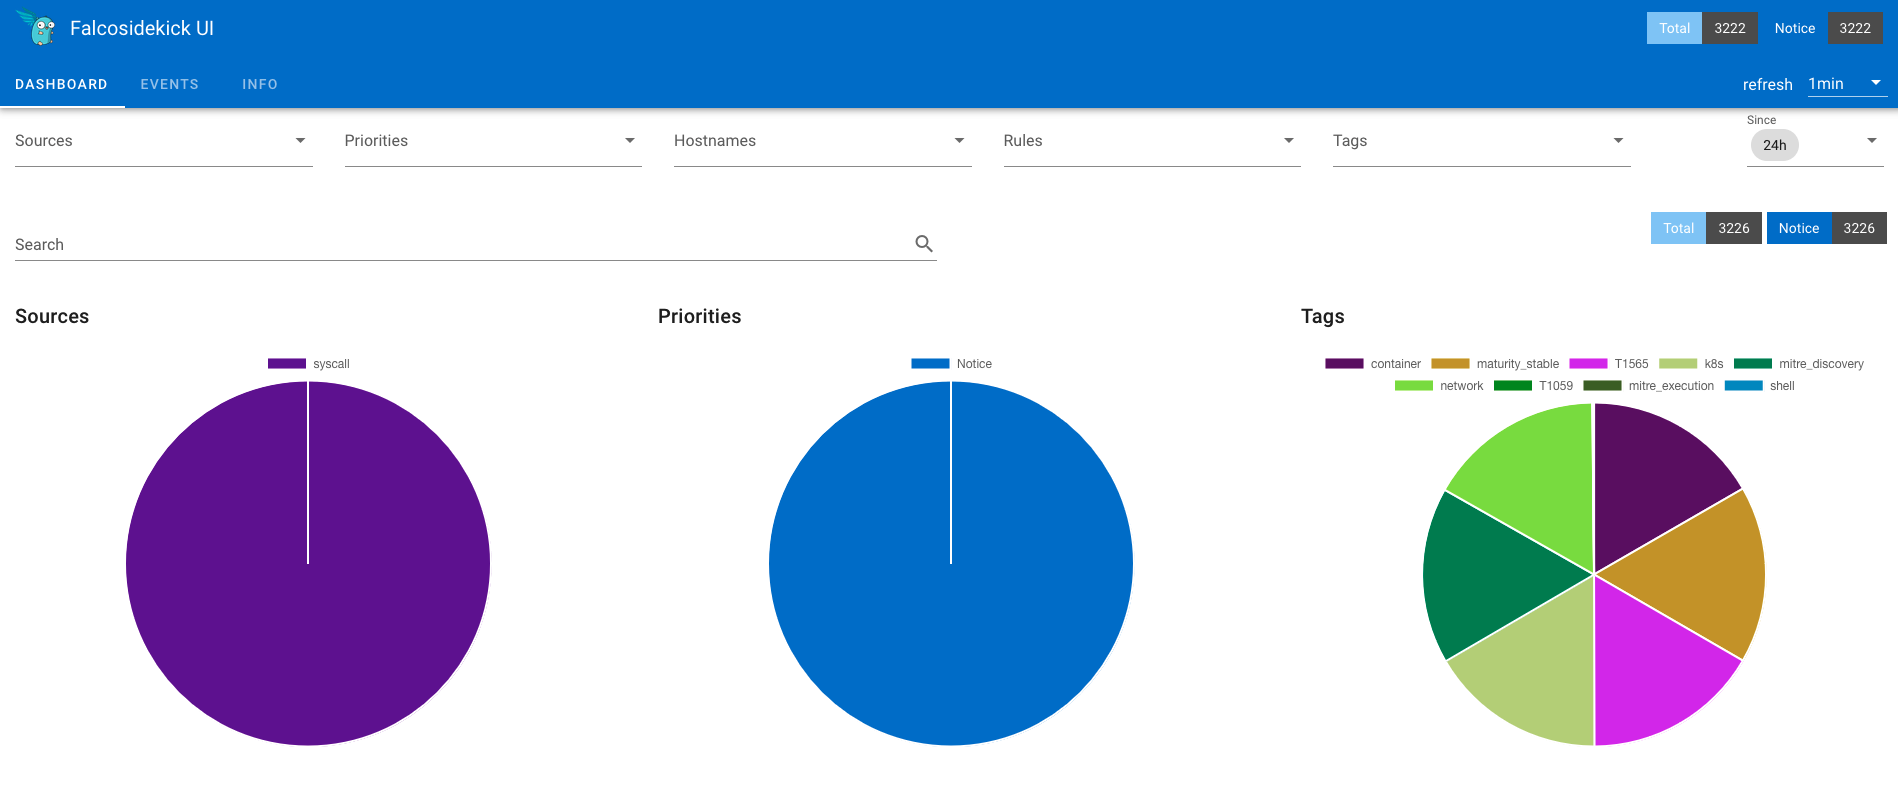 Falcosidekick UI
Total 3222 Notice 3222
DASHBOARD EVENTS INFO
refresh 1min
Sources Priorities Hostnames Rules Tags
Since
24h
Search
Total 3226 Notice 3226
Sources Priorities Tags
syscall
Notice
container maturity_stable T1565 k8s mitre_discovery
network T1059 mitre_execution shell